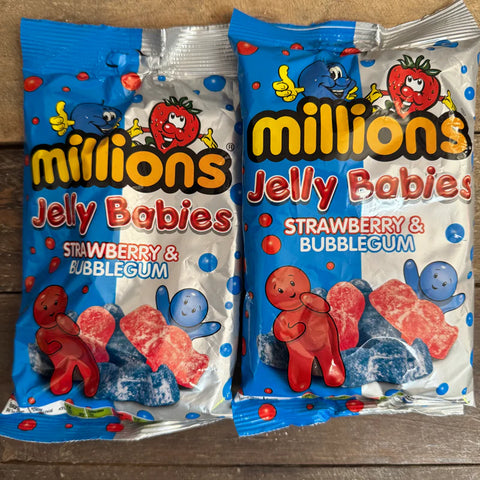 millions®
Jelly Babies
STRAWBERRY &
BUBBLEGUM
millions
Jelly Babies
STRAWBERRY &
BUBBLEGUM